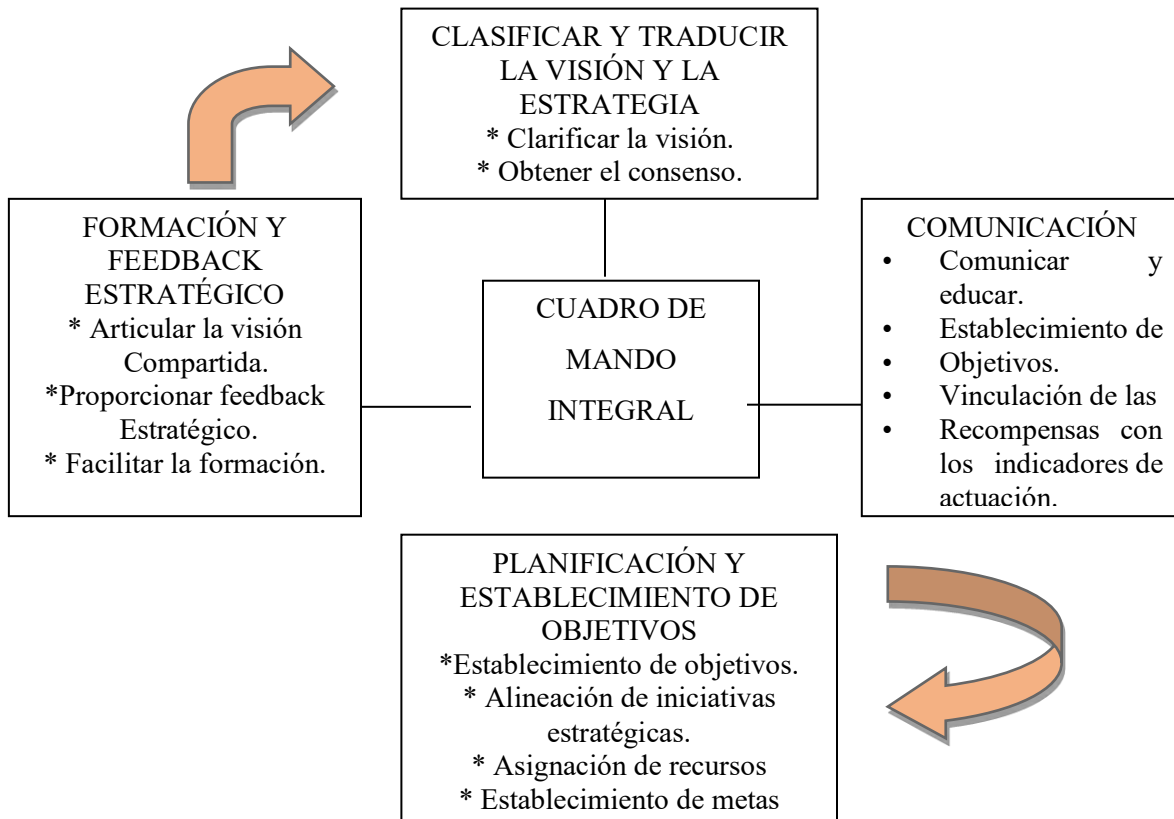 CLASIFICAR Y TRADUCIR
LA VISIÓN Y LA
ESTRATEGIA
* Clarificar la visión.
* Obtener el consenso.
FORMACIÓN Y
FEEDBACK
ESTRATÉGICO
* Articular la visión
Compartida.
*Proporcionar feedback
Estratégico.
* Facilitar la formación.
CUADRO DE
MANDO
INTEGRAL
COMUNICACIÓN
• Comunicar y
educar.
• Establecimiento de
• Objetivos.
• Vinculación de las
• Recompensas con
los indicadores de
actuación.
PLANIFICACIÓN Y
ESTABLECIMIENTO DE
OBJETIVOS
*Establecimiento de objetivos.
* Alineación de iniciativas
estratégicas.
* Asignación de recursos
* Establecimiento de metas